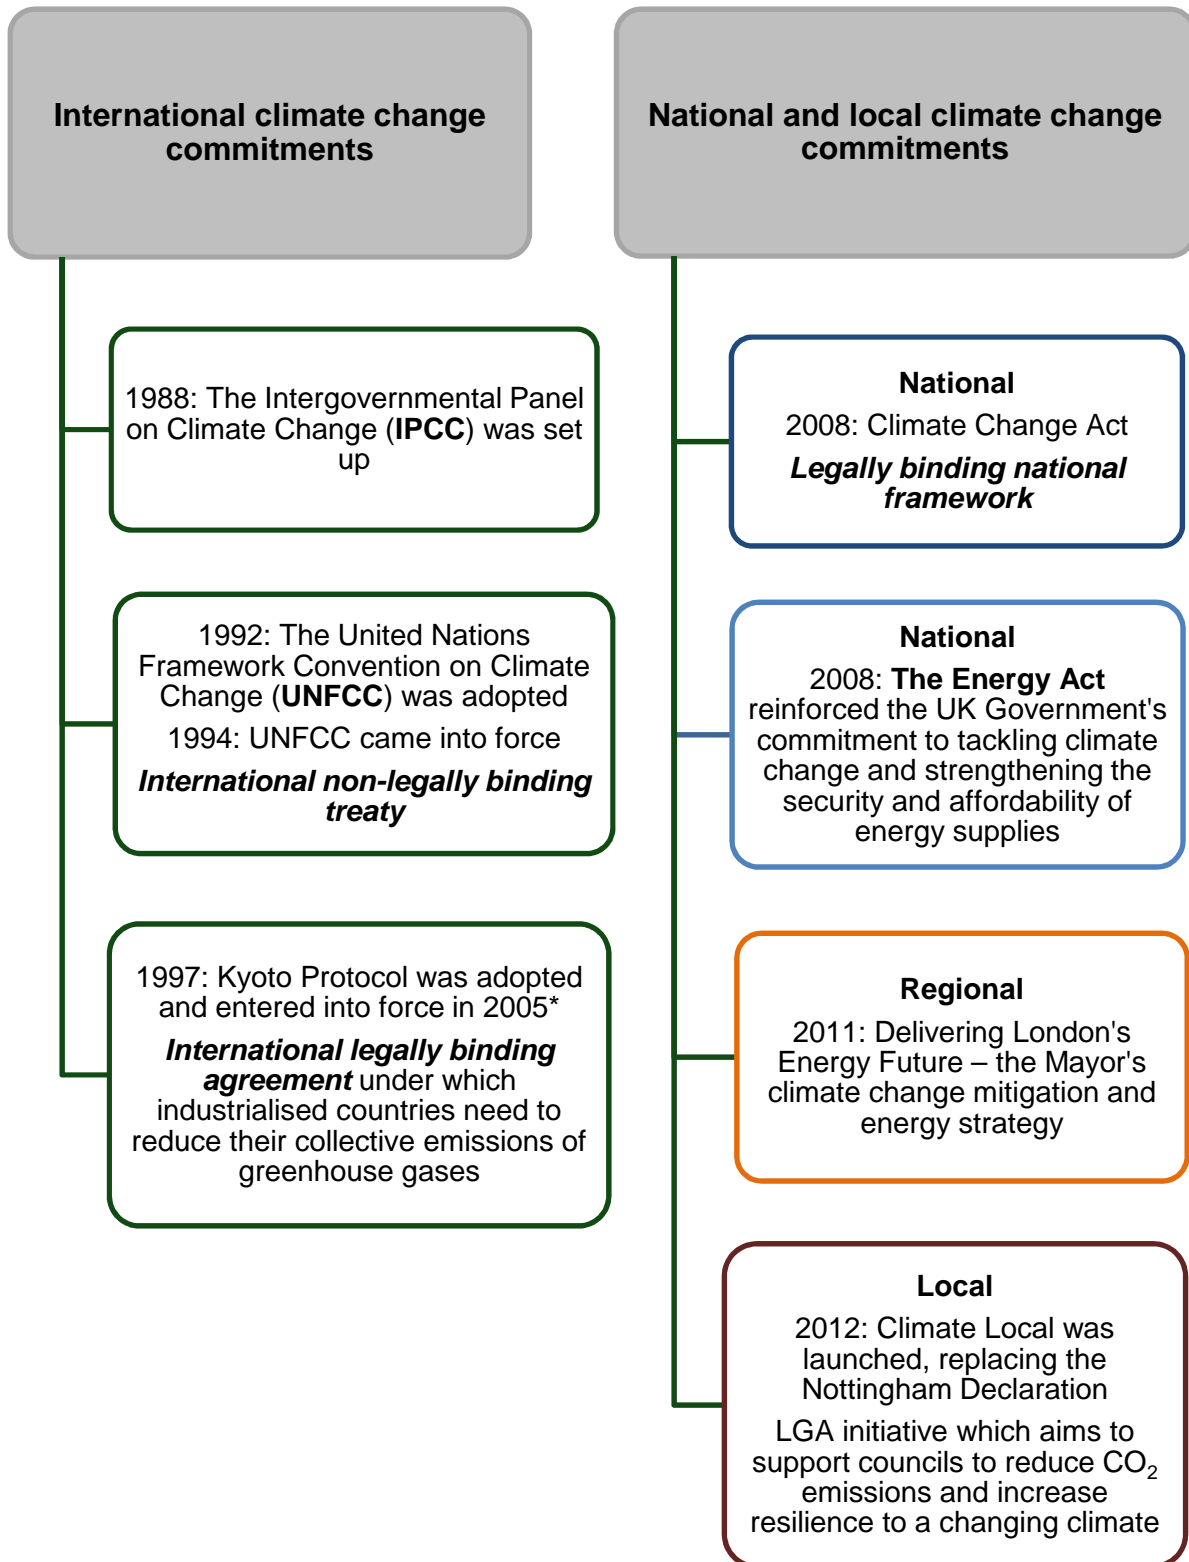 International climate change
commitments
1988: The Intergovernmental Panel
on Climate Change (IPCC) was set
up
1992: The United Nations
Framework Convention on Climate
Change (UNFCC) was adopted
1994: UNFCC came into force
International non-legally binding
treaty
1997: Kyoto Protocol was adopted
and entered into force in 2005*
International legally binding
agreement under which
industrialised countries need to
reduce their collective emissions of
greenhouse gases
National and local climate change
commitments
National
2008: Climate Change Act
Legally binding national
framework
National
2008: The Energy Act
reinforced the UK Government's
commitment to tackling climate
change and strengthening the
security and affordability of
energy supplies
Regional
2011: Delivering London's
Energy Future – the Mayor's
climate change mitigation and
energy strategy
Local
2012: Climate Local was
launched, replacing the
Nottingham Declaration
LGA initiative which aims to
support councils to reduce CO₂
emissions and increase
resilience to a changing climate